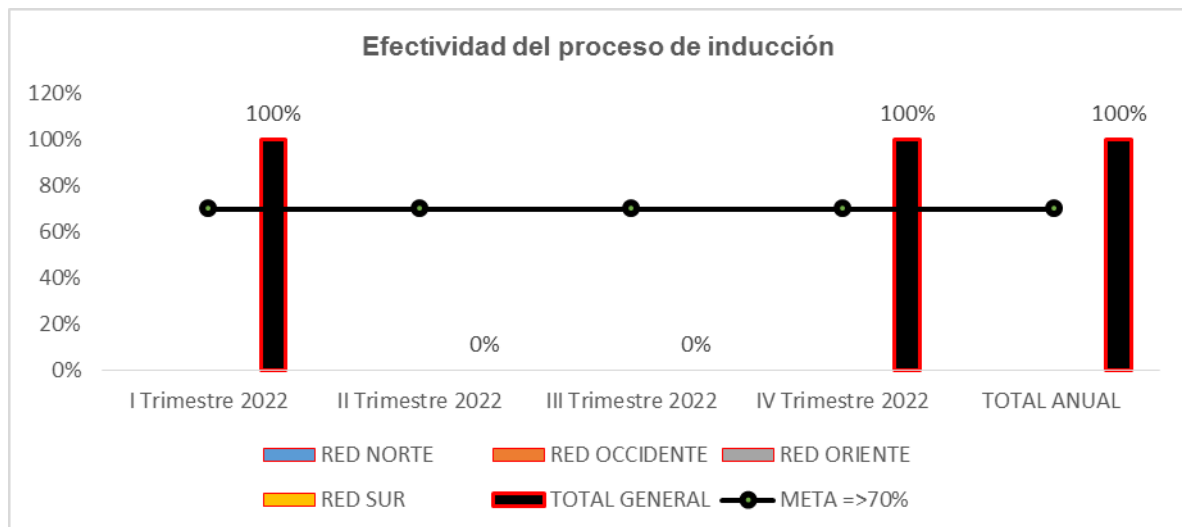 Efectividad del proceso de inducción
120%
100%
80%
60%
40%
20%
0%
100%
0%
0%
100%
100%
I Trimestre 2022
II Trimestre 2022
III Trimestre 2022
IV Trimestre 2022
TOTAL ANUAL
RED NORTE
RED OCCIDENTE
RED ORIENTE
RED SUR
TOTAL GENERAL
META =>70%